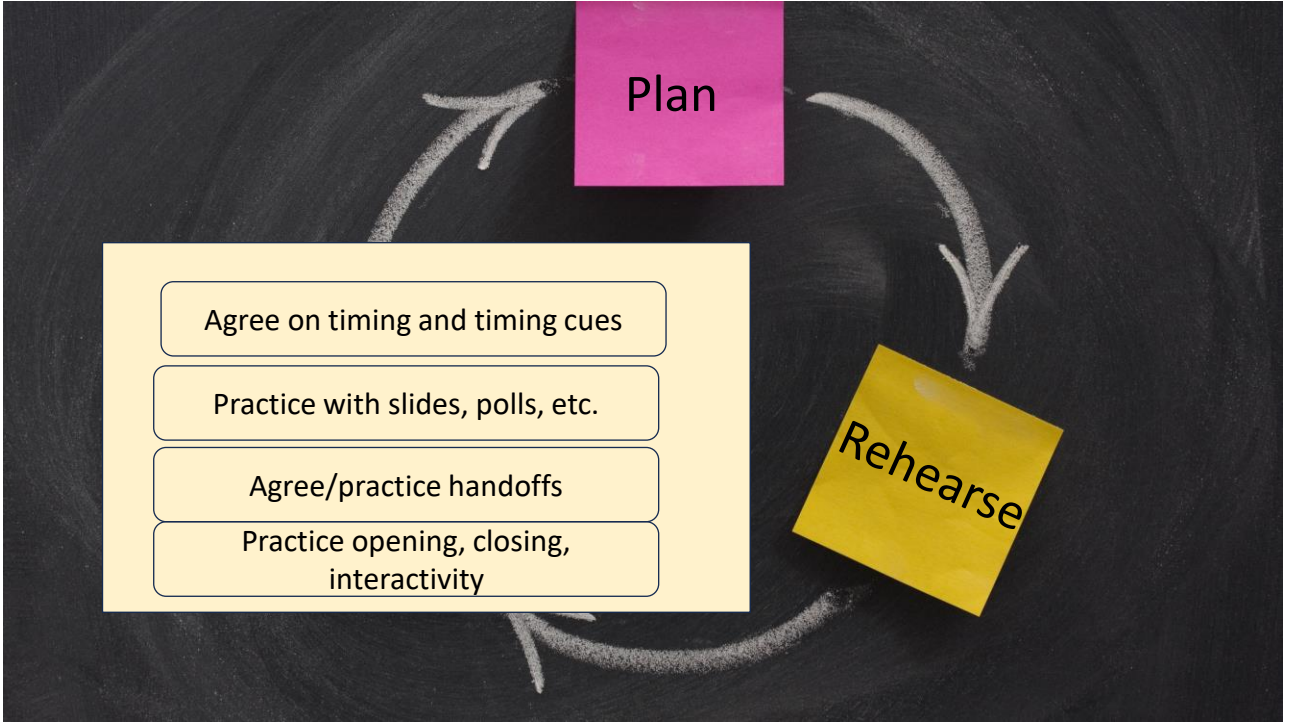 Plan
Agree on timing and timing cues
Practice with slides, polls, etc.
Agree/practice handoffs
Practice opening, closing,
interactivity
Rehearse